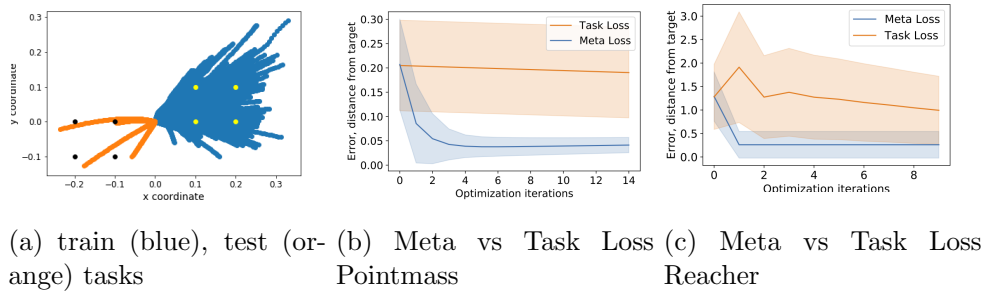 0.3
0.2
0.1
0.0
−0.1
y coordinate
−0.2 −0.1 0.0 0.1 0.2 0.3
x coordinate
0.30
0.25
0.20
0.15
0.10
0.05
0.00
Error, distance from target
Task Loss
Meta Loss
0 2 4 6 8 10 12 14
Optimization iterations
3.0
2.5
2.0
1.5
1.0
0.5
0.0
Error, distance from target
Meta Loss
Task Loss
0 2 4 6 8
Optimization iterations
(a) train (blue), test (or-
ange) tasks
(b) Meta vs Task Loss
Pointmass
(c) Meta vs Task Loss
Reacher